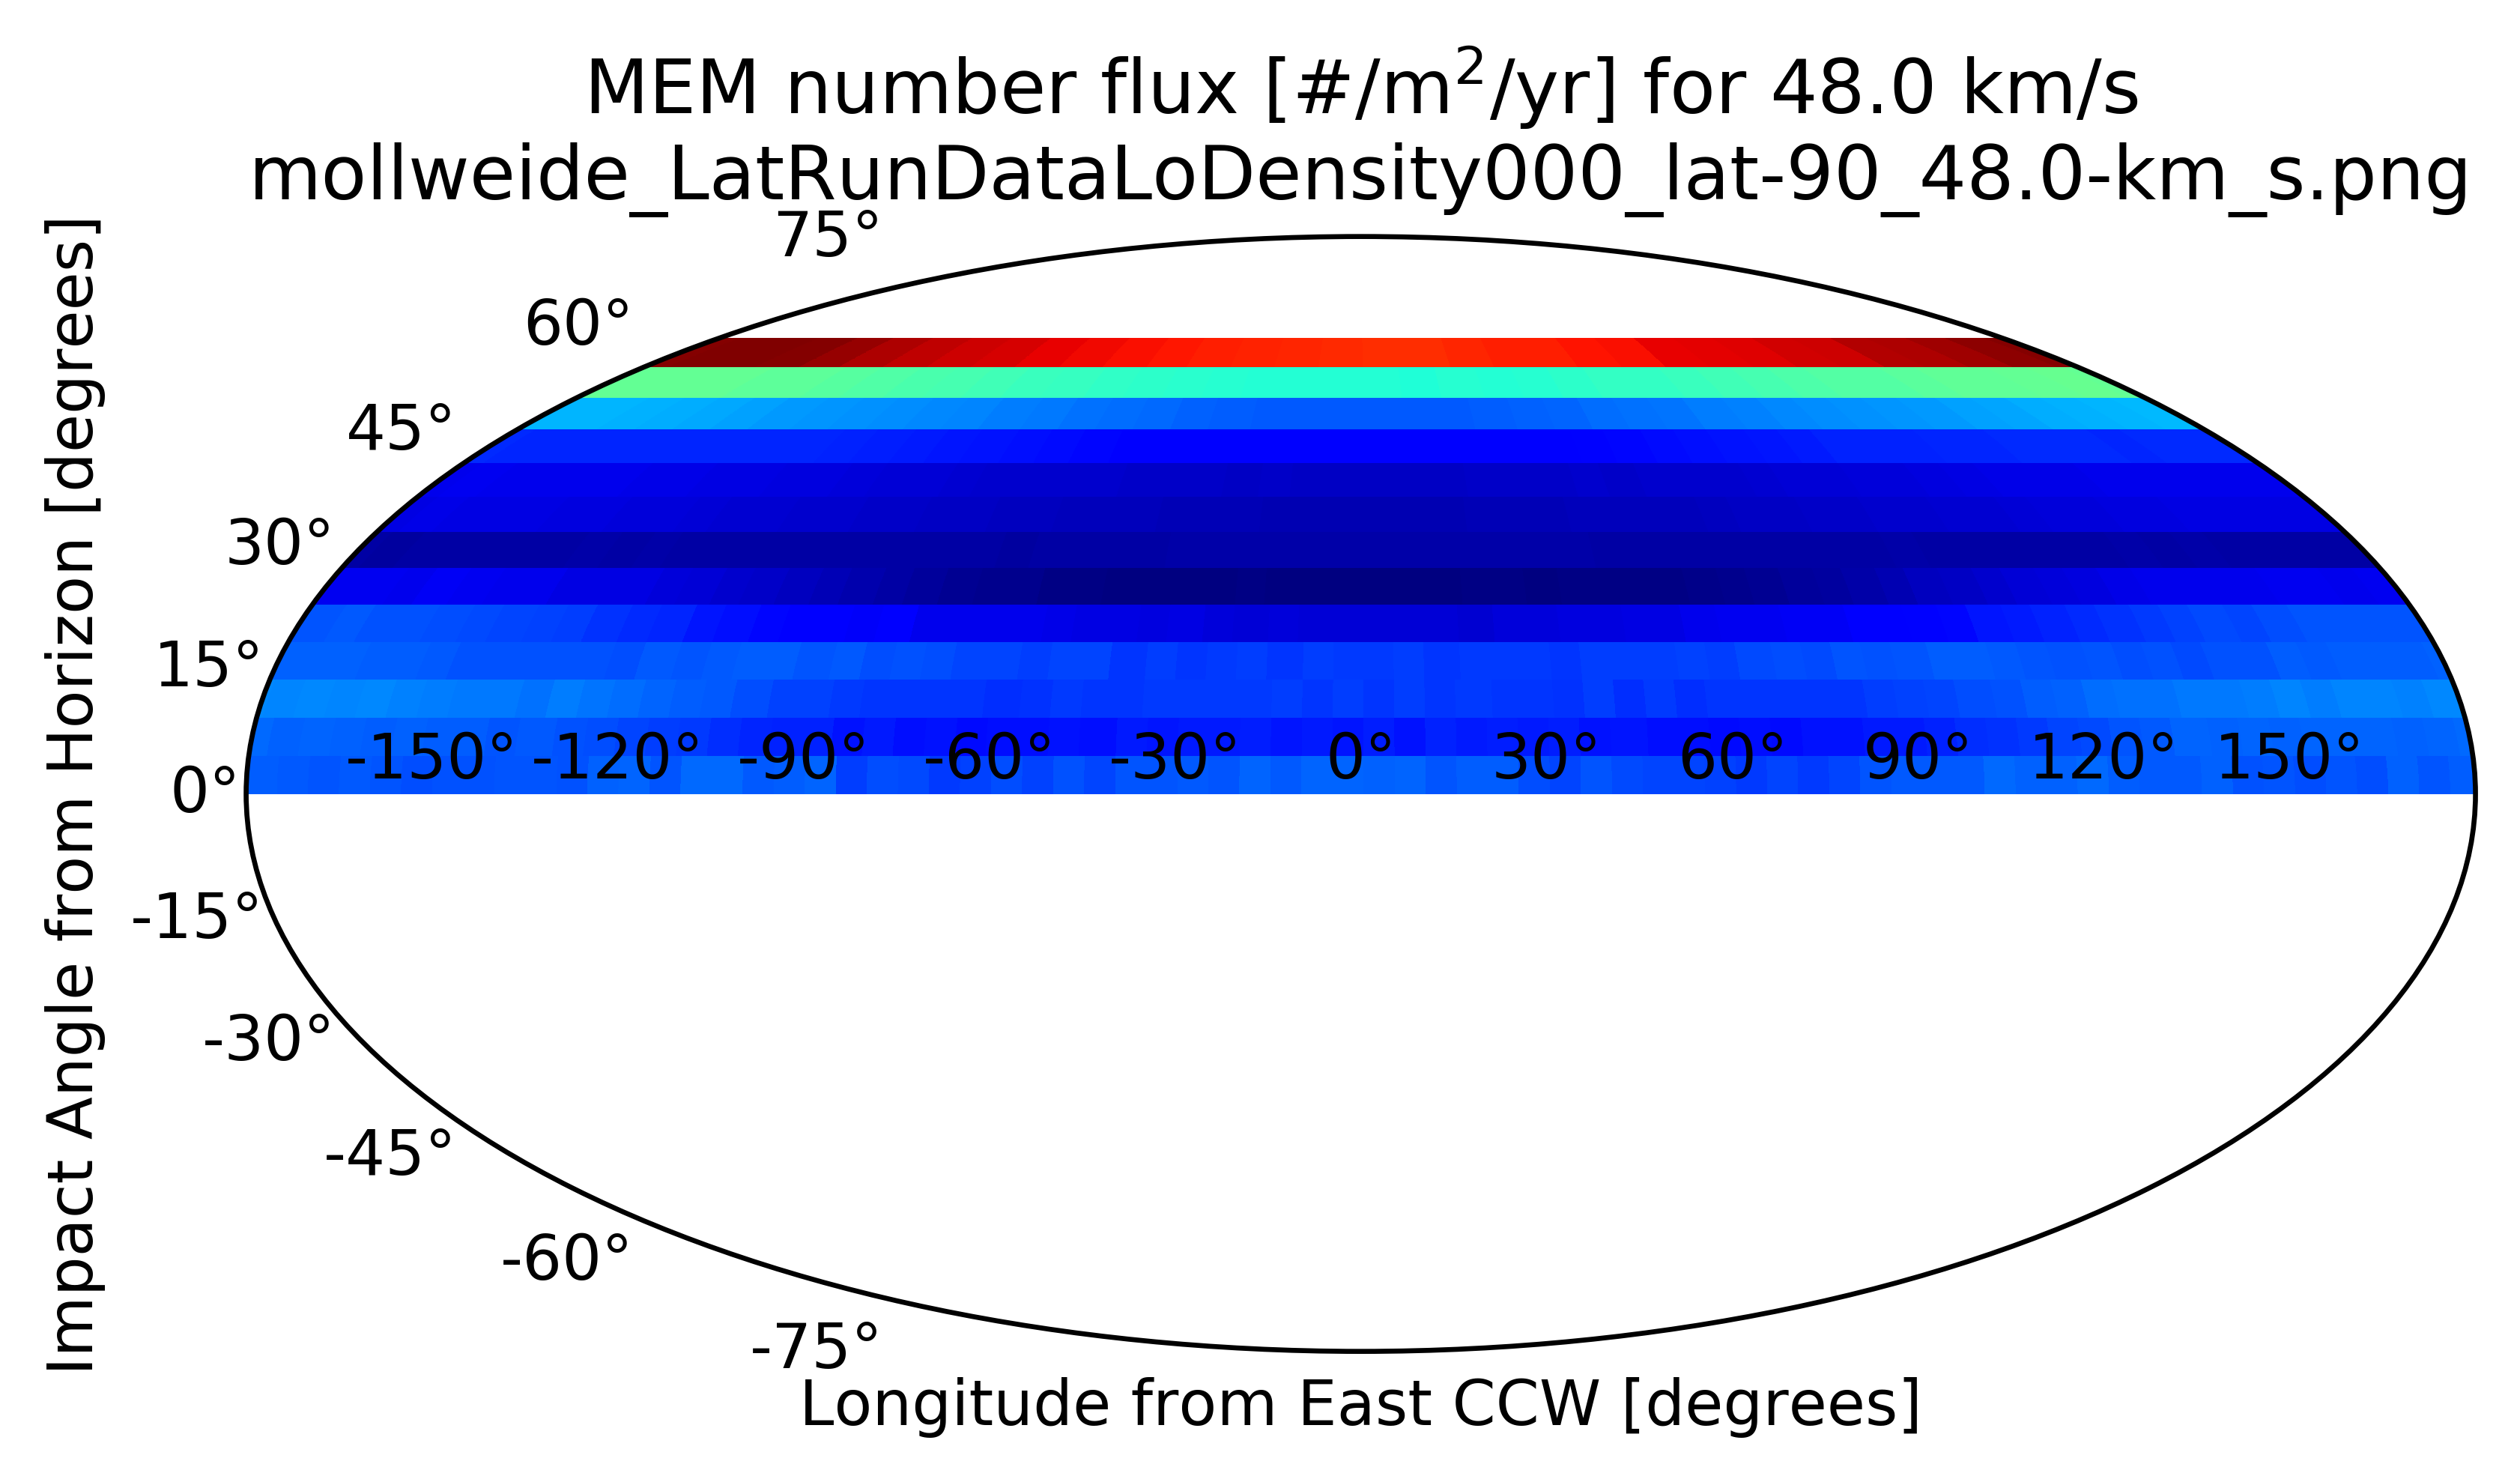 MEM number flux [#/m²/yr] for 48.0 km/s
mollweide_LatRunDataLoDensity000_lat-90_48.0-km_s.png
Impact Angle from Horizon [degrees]
75°
60°
45°
30°
15°
0°
-15°
-30°
-45°
-60°
-75°
-150° -120° -90° -60° -30° 0° 30° 60° 90° 120° 150°
Longitude from East CCW [degrees]